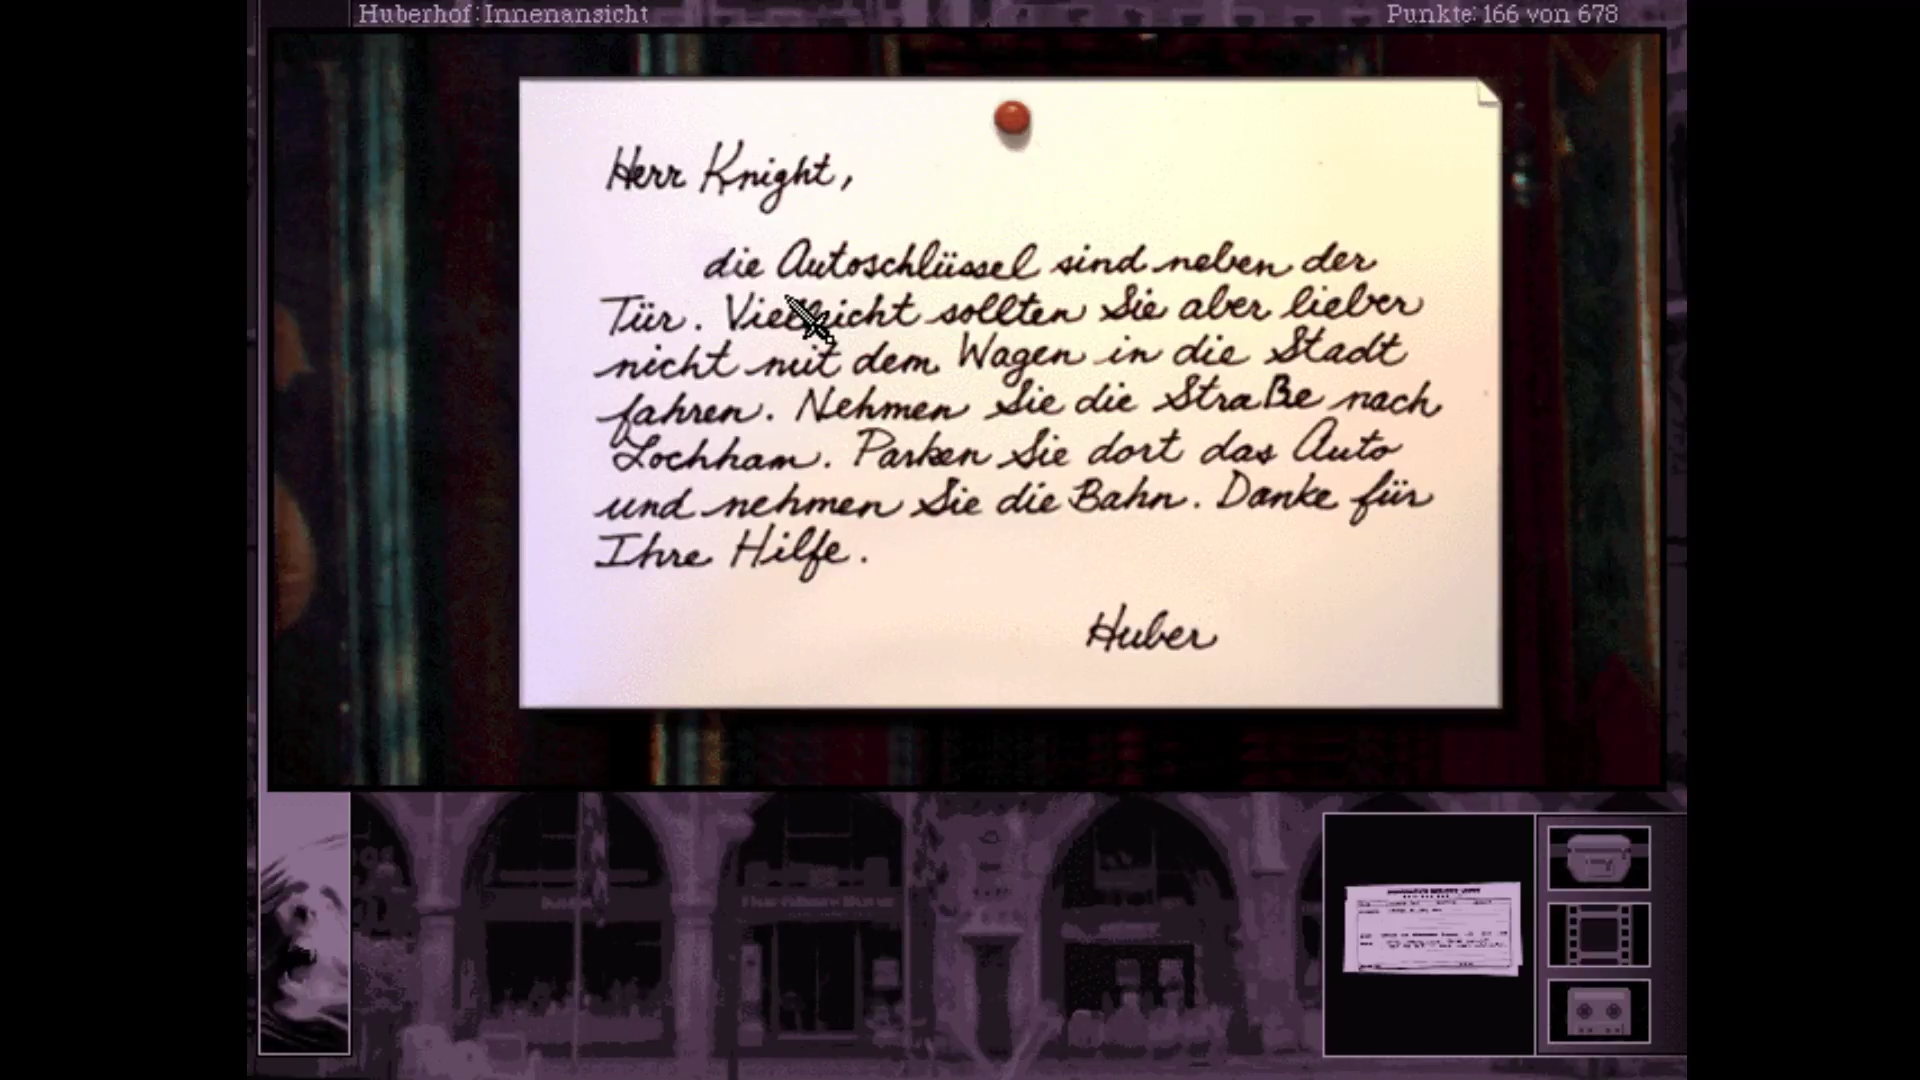 Huberhof: Innenansicht
Punkte: 166 von 678
Herr Knight,
die Autoschlüssel sind neben der
Tür. Vielleicht sollten Sie aber lieber
nicht mit dem Wagen in die Stadt
fahren. Nehmen Sie die Straße nach
Lochham. Parken Sie dort das Auto
und nehmen Sie die Bahn. Danke für
Ihre Hilfe.
Huber